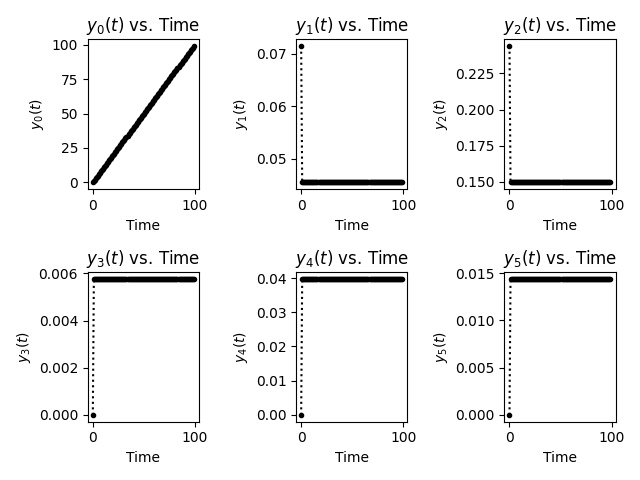 y₀(t) vs. Time
y₁(t) vs. Time
y₂(t) vs. Time
100
75
50
25
0
y₀(t)
0
100
Time
0.07
0.06
0.05
y₁(t)
0
100
Time
0.225
0.200
0.175
0.150
y₂(t)
0
100
Time
y₃(t) vs. Time
y₄(t) vs. Time
y₅(t) vs. Time
0.006
0.004
0.002
0.000
y₃(t)
0
100
Time
0.04
0.03
0.02
0.01
0.00
y₄(t)
0
100
Time
0.015
0.010
0.005
0.000
y₅(t)
0
100
Time